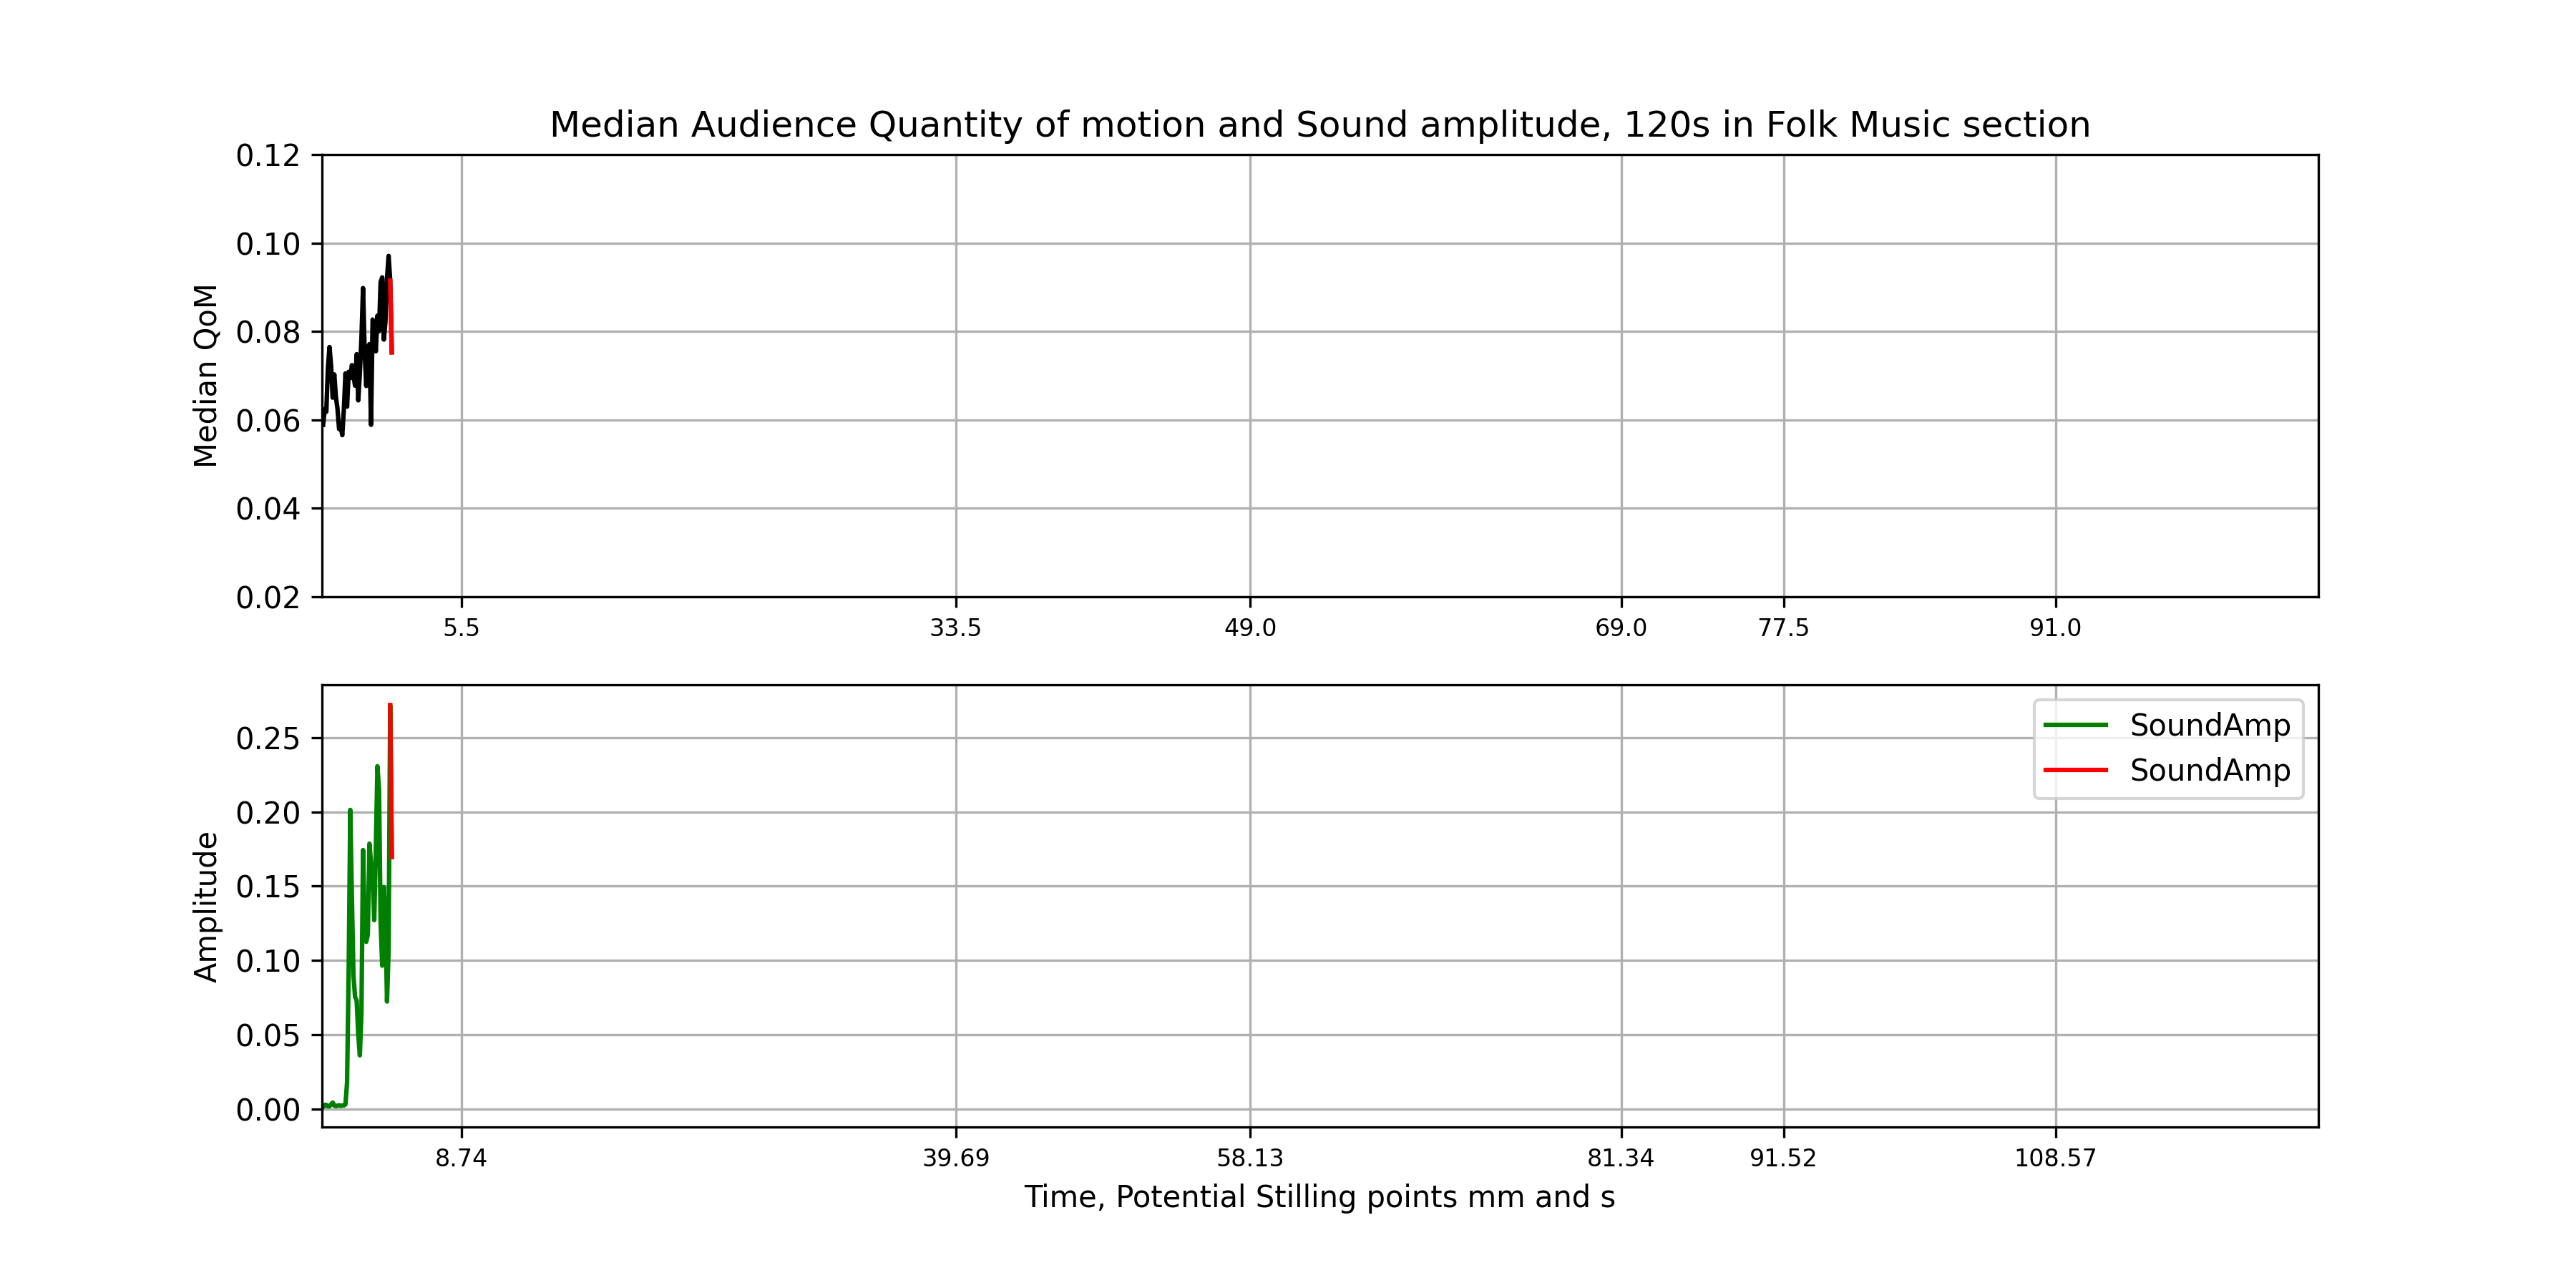 Median Audience Quantity of motion and Sound amplitude, 120s in Folk Music section
0.12
0.10
0.08
0.06
0.04
0.02
Median QoM
5.5 33.5 49.0 69.0 77.5 91.0
SoundAmp
SoundAmp
0.25
0.20
0.15
0.10
0.05
0.00
Amplitude
8.74 39.69 58.13 81.34 91.52 108.57
Time, Potential Stilling points mm and s